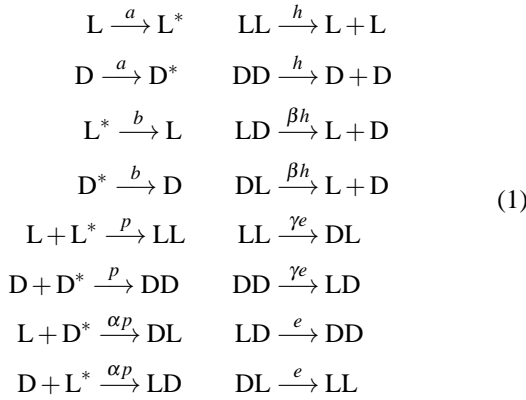 L —a→ L* LL —h→ L + L
D —a→ D* DD —h→ D + D
L* —b→ L LD —βh→ L + D
D* —b→ D DL —βh→ L + D
(1)
L + L* —p→ LL LL —γe→ DL
D + D* —p→ DD DD —γe→ LD
L + D* —αp→ DL LD —e→ DD
D + L* —αp→ LD DL —e→ LL